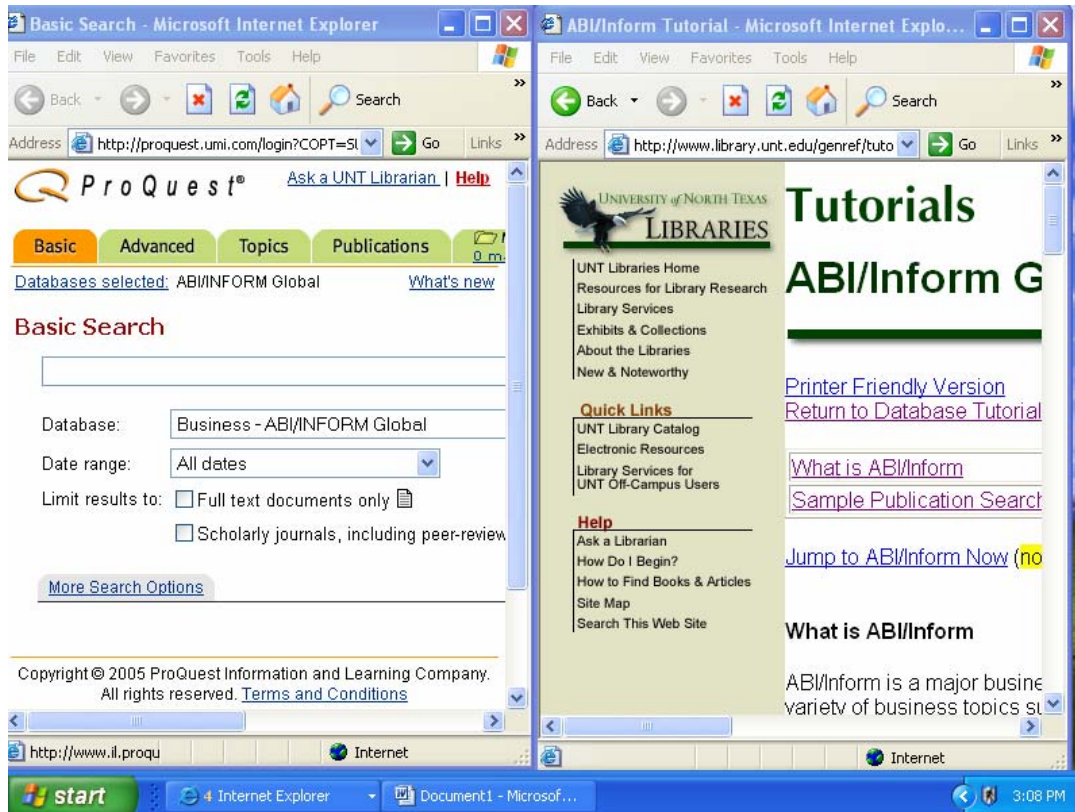 Basic Search - Microsoft Internet Explorer
File Edit View Favorites Tools Help
Back Search
Address http://proquest.umi.com/login?COPT=SU Go Links
ProQuest® Ask a UNT Librarian | Help
Basic Advanced Topics Publications
0 m
Databases selected: ABI/INFORM Global What's new
Basic Search
Database: Business - ABI/INFORM Global
Date range: All dates
Limit results to: Full text documents only
Scholarly journals, including peer-review
More Search Options
Copyright © 2005 ProQuest Information and Learning Company.
All rights reserved. Terms and Conditions
http://www.il.proqu Internet
ABI/Inform Tutorial - Microsoft Internet Explo...
File Edit View Favorites Tools Help
Back Search
Address http://www.library.unt.edu/genref/tuto Go Links
UNIVERSITY of NORTH TEXAS
LIBRARIES
UNT Libraries Home
Resources for Library Research
Library Services
Exhibits & Collections
About the Libraries
New & Noteworthy
Quick Links
UNT Library Catalog
Electronic Resources
Library Services for
UNT Off-Campus Users
Help
Ask a Librarian
How Do I Begin?
How to Find Books & Articles
Site Map
Search This Web Site
Tutorials
ABI/Inform G
Printer Friendly Version
Return to Database Tutorial
What is ABI/Inform
Sample Publication Search
Jump to ABI/Inform Now (no
What is ABI/Inform
ABI/Inform is a major busine
variety of business topics su
Internet
start 4 Internet Explorer Document1 - Microsof... 3:08 PM